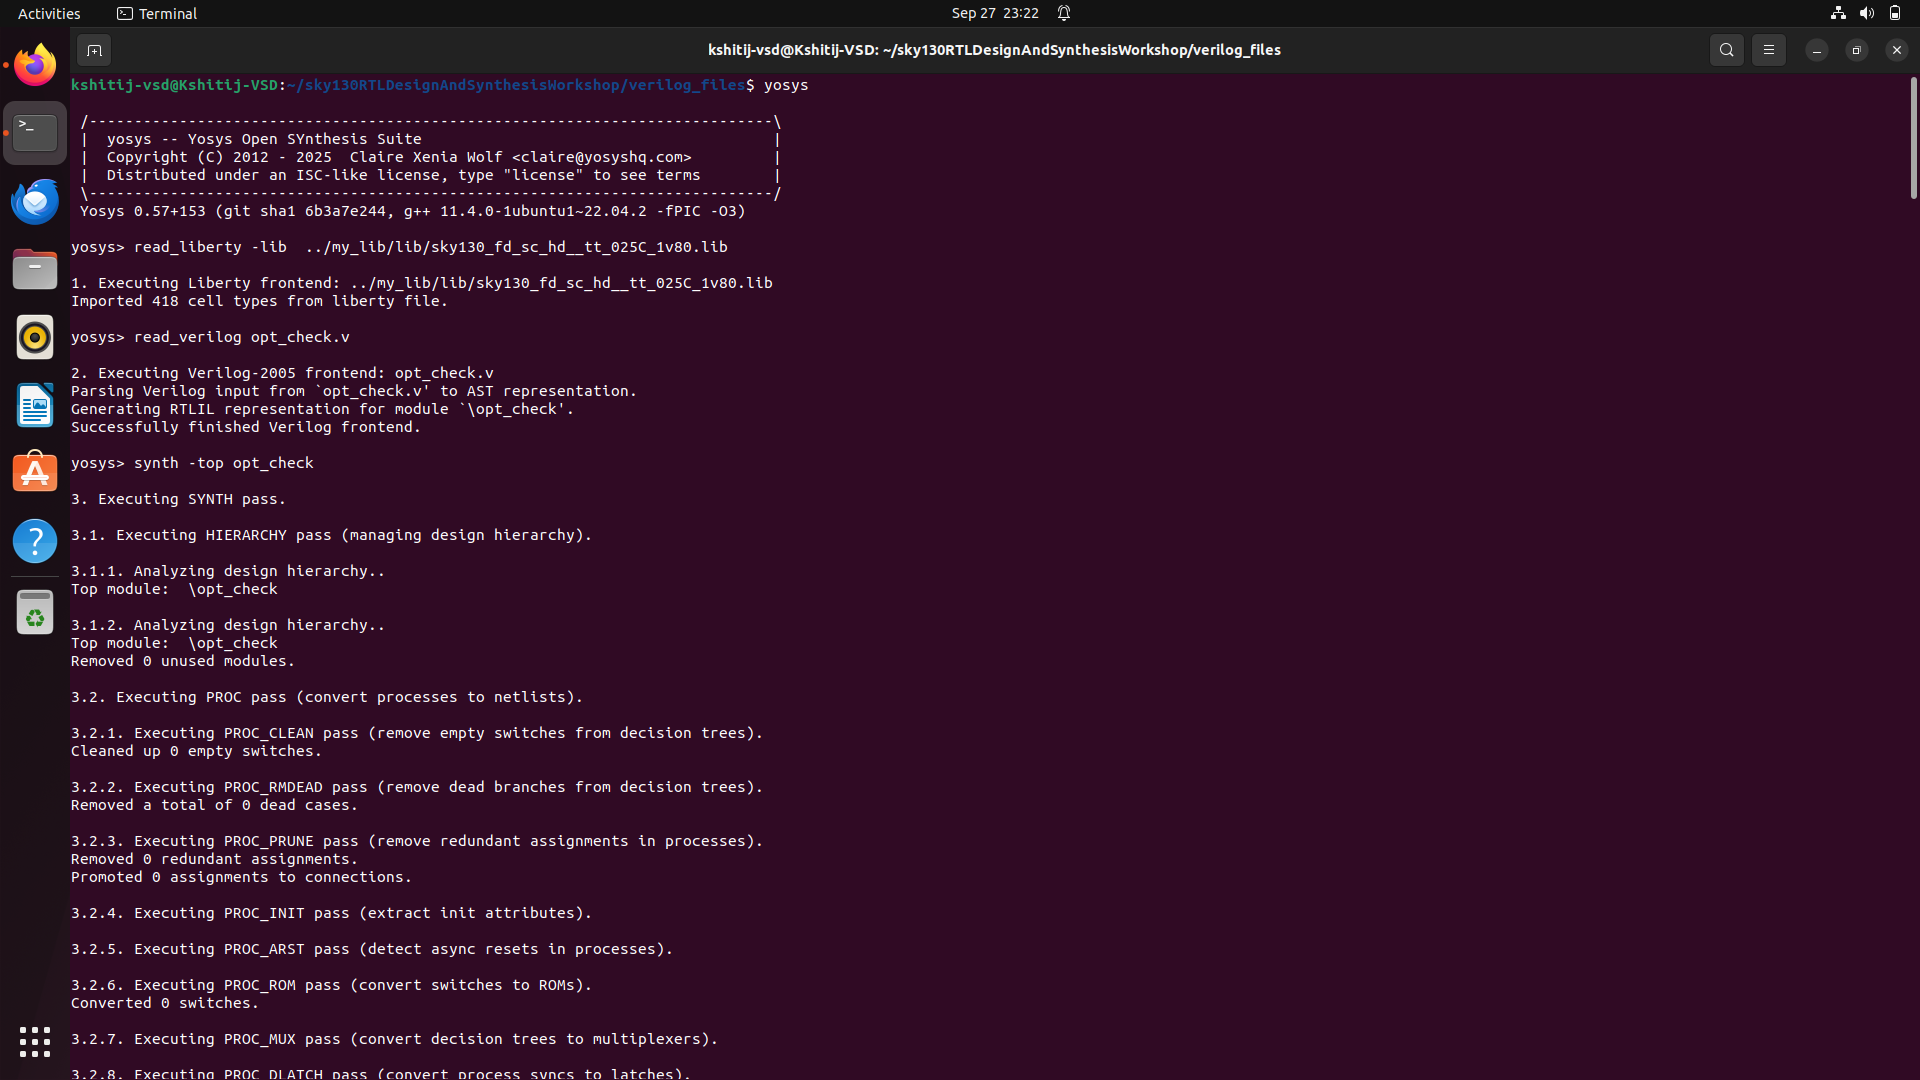 Activities
Terminal
Sep 27 23:22
kshitij-vsd@Kshitij-VSD: ~/sky130RTLDesignAndSynthesisWorkshop/verilog_files
kshitij-vsd@Kshitij-VSD:~/sky130RTLDesignAndSynthesisWorkshop/verilog_files$ yosys
/----------------------------------------------------------------------------\
| yosys -- Yosys Open SYnthesis Suite |
| Copyright (C) 2012 - 2025 Claire Xenia Wolf <claire@yosyshq.com> |
| Distributed under an ISC-like license, type "license" to see terms |
\----------------------------------------------------------------------------/
Yosys 0.57+153 (git sha1 6b3a7e244, g++ 11.4.0-1ubuntu1~22.04.2 -fPIC -O3)
yosys> read_liberty -lib ../my_lib/lib/sky130_fd_sc_hd__tt_025C_1v80.lib
1. Executing Liberty frontend: ../my_lib/lib/sky130_fd_sc_hd__tt_025C_1v80.lib
Imported 418 cell types from liberty file.
yosys> read_verilog opt_check.v
2. Executing Verilog-2005 frontend: opt_check.v
Parsing Verilog input from `opt_check.v' to AST representation.
Generating RTLIL representation for module `\opt_check'.
Successfully finished Verilog frontend.
yosys> synth -top opt_check
3. Executing SYNTH pass.
3.1. Executing HIERARCHY pass (managing design hierarchy).
3.1.1. Analyzing design hierarchy..
Top module: \opt_check
3.1.2. Analyzing design hierarchy..
Top module: \opt_check
Removed 0 unused modules.
3.2. Executing PROC pass (convert processes to netlists).
3.2.1. Executing PROC_CLEAN pass (remove empty switches from decision trees).
Cleaned up 0 empty switches.
3.2.2. Executing PROC_RMDEAD pass (remove dead branches from decision trees).
Removed a total of 0 dead cases.
3.2.3. Executing PROC_PRUNE pass (remove redundant assignments in processes).
Removed 0 redundant assignments.
Promoted 0 assignments to connections.
3.2.4. Executing PROC_INIT pass (extract init attributes).
3.2.5. Executing PROC_ARST pass (detect async resets in processes).
3.2.6. Executing PROC_ROM pass (convert switches to ROMs).
Converted 0 switches.
3.2.7. Executing PROC_MUX pass (convert decision trees to multiplexers).
3.2.8. Executing PROC_DLATCH pass (convert process syncs to latches).